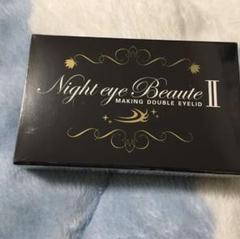 Night eye Beaute II
MAKING DOUBLE EYELID